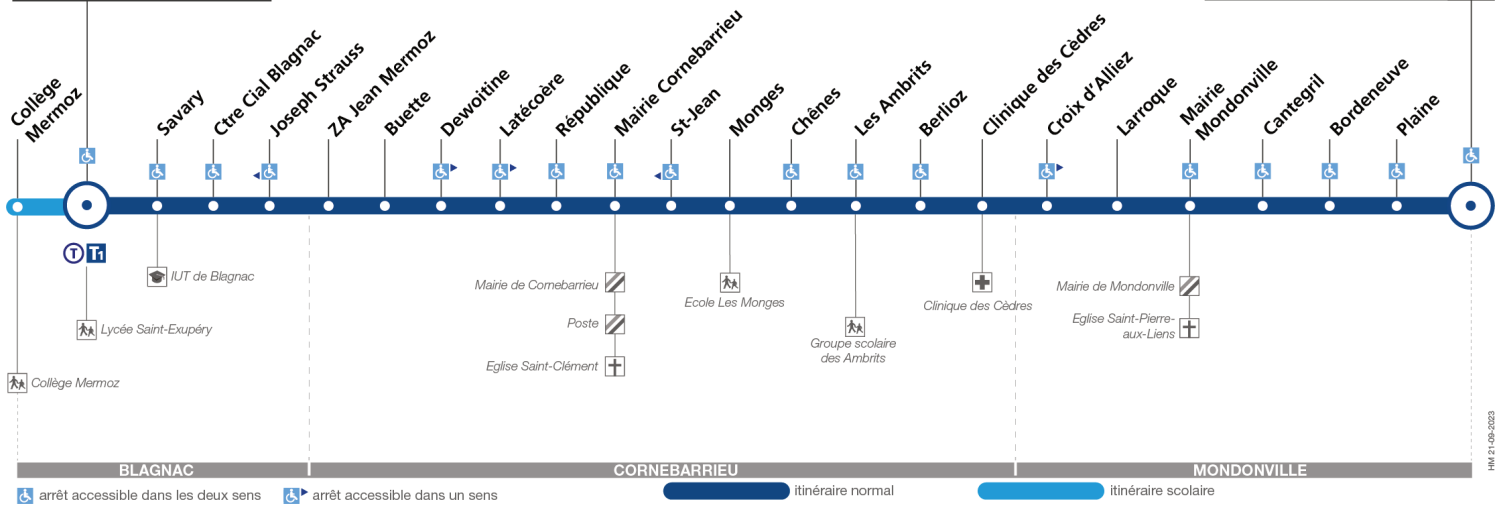 Collège
Mermoz
Savary
Ctre Cial Blagnac
Joseph Strauss
ZA Jean Mermoz
Buette
Devoitine
Latécoère
République
Mairie Cornebarrieu
St-Jean
Monges
Chênes
Les Ambrits
Berlioz
Clinique des Cèdres
Croix d'Alliez
Larroque
Mairie
Mondonville
Cantegril
Bordeneuve
Plaine
T T1
IUT de Blagnac
Lycée Saint-Exupéry
Collège Mermoz
Mairie de Cornebarrieu
Poste
Eglise Saint-Clément
Ecole Les Monges
Groupe scolaire
des Ambrits
Clinique des Cèdres
Mairie de Mondonville
Eglise Saint-Pierre-
aux-Liens
HM 21-09-2023
BLAGNAC
CORNEBARRIEU
MONDONVILLE
arrêt accessible dans les deux sens
arrêt accessible dans un sens
itinéraire normal
itinéraire scolaire